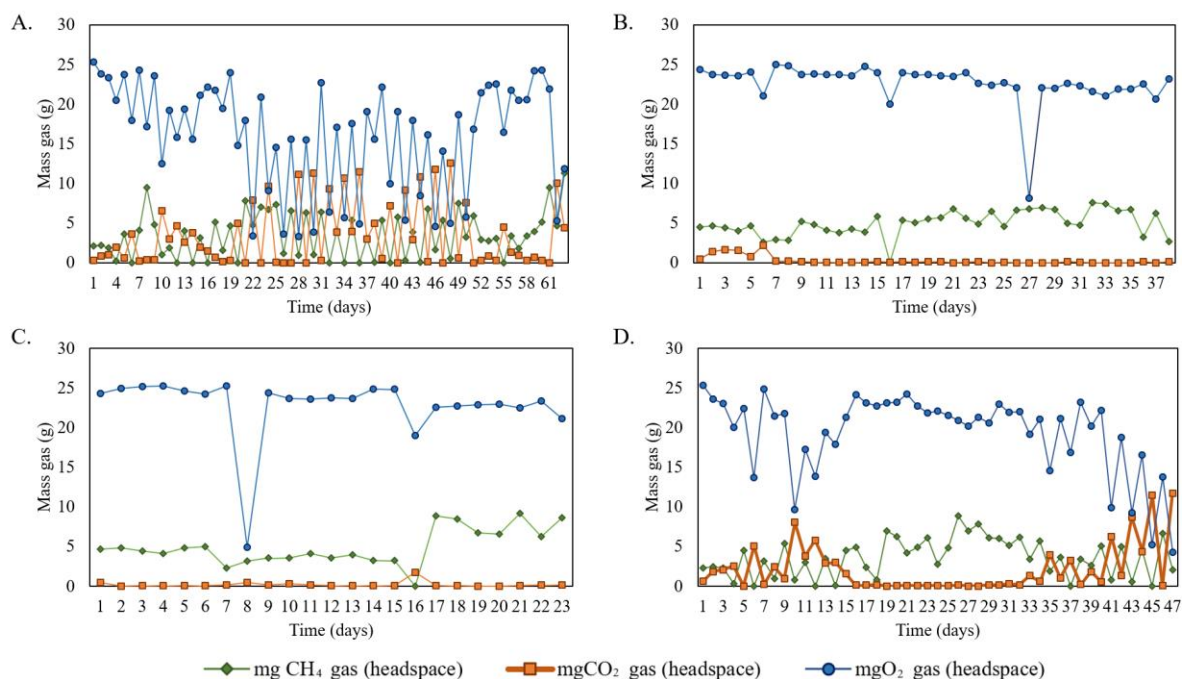 A.
30
25
20
15
10
5
0
Mass gas (g)
1 4 7 10 13 16 19 22 25 28 31 34 37 40 43 46 49 52 55 58 61
Time (days)
B.
30
25
20
15
10
5
0
Mass gas (g)
1 3 5 7 9 11 13 15 17 19 21 23 25 27 29 31 33 35 37
Time (days)
C.
30
25
20
15
10
5
0
Mass gas (g)
1 2 3 4 5 6 7 8 9 10 11 12 13 14 15 16 17 18 19 20 21 22 23
Time (days)
D.
30
25
20
15
10
5
0
Mass gas (g)
1 3 5 7 9 11 13 15 17 19 21 23 25 27 29 31 33 35 37 39 41 43 45 47
Time (days)
mg CH₄ gas (headspace) mgCO₂ gas (headspace) mgO₂ gas (headspace)